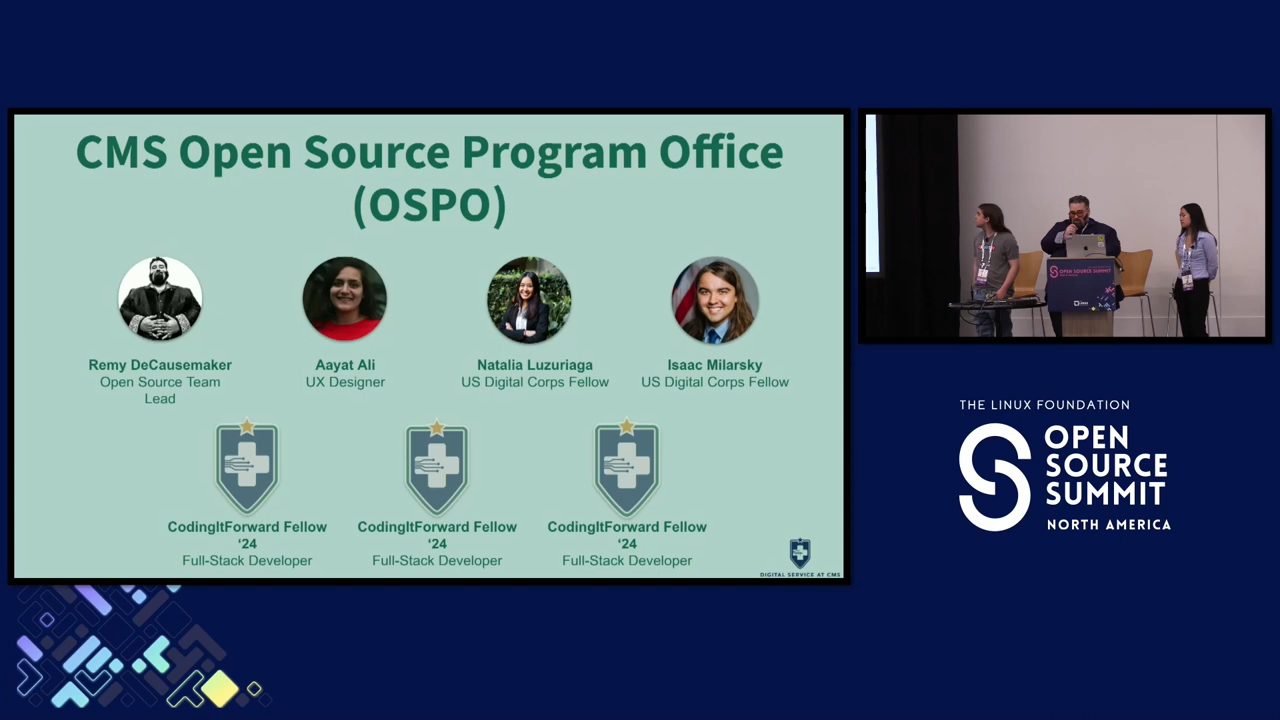 CMS Open Source Program Office
(OSPO)
Remy DeCausemaker
Open Source Team
Lead
Aayat Ali
UX Designer
Natalia Luzuriaga
US Digital Corps Fellow
Isaac Milarsky
US Digital Corps Fellow
CodingItForward Fellow
‘24
Full-Stack Developer
CodingItForward Fellow
‘24
Full-Stack Developer
CodingItForward Fellow
‘24
Full-Stack Developer
DIGITAL SERVICE AT CMS
OPEN SOURCE SUMMIT
THE LINUX FOUNDATION
OPEN
SOURCE
SUMMIT
NORTH AMERICA